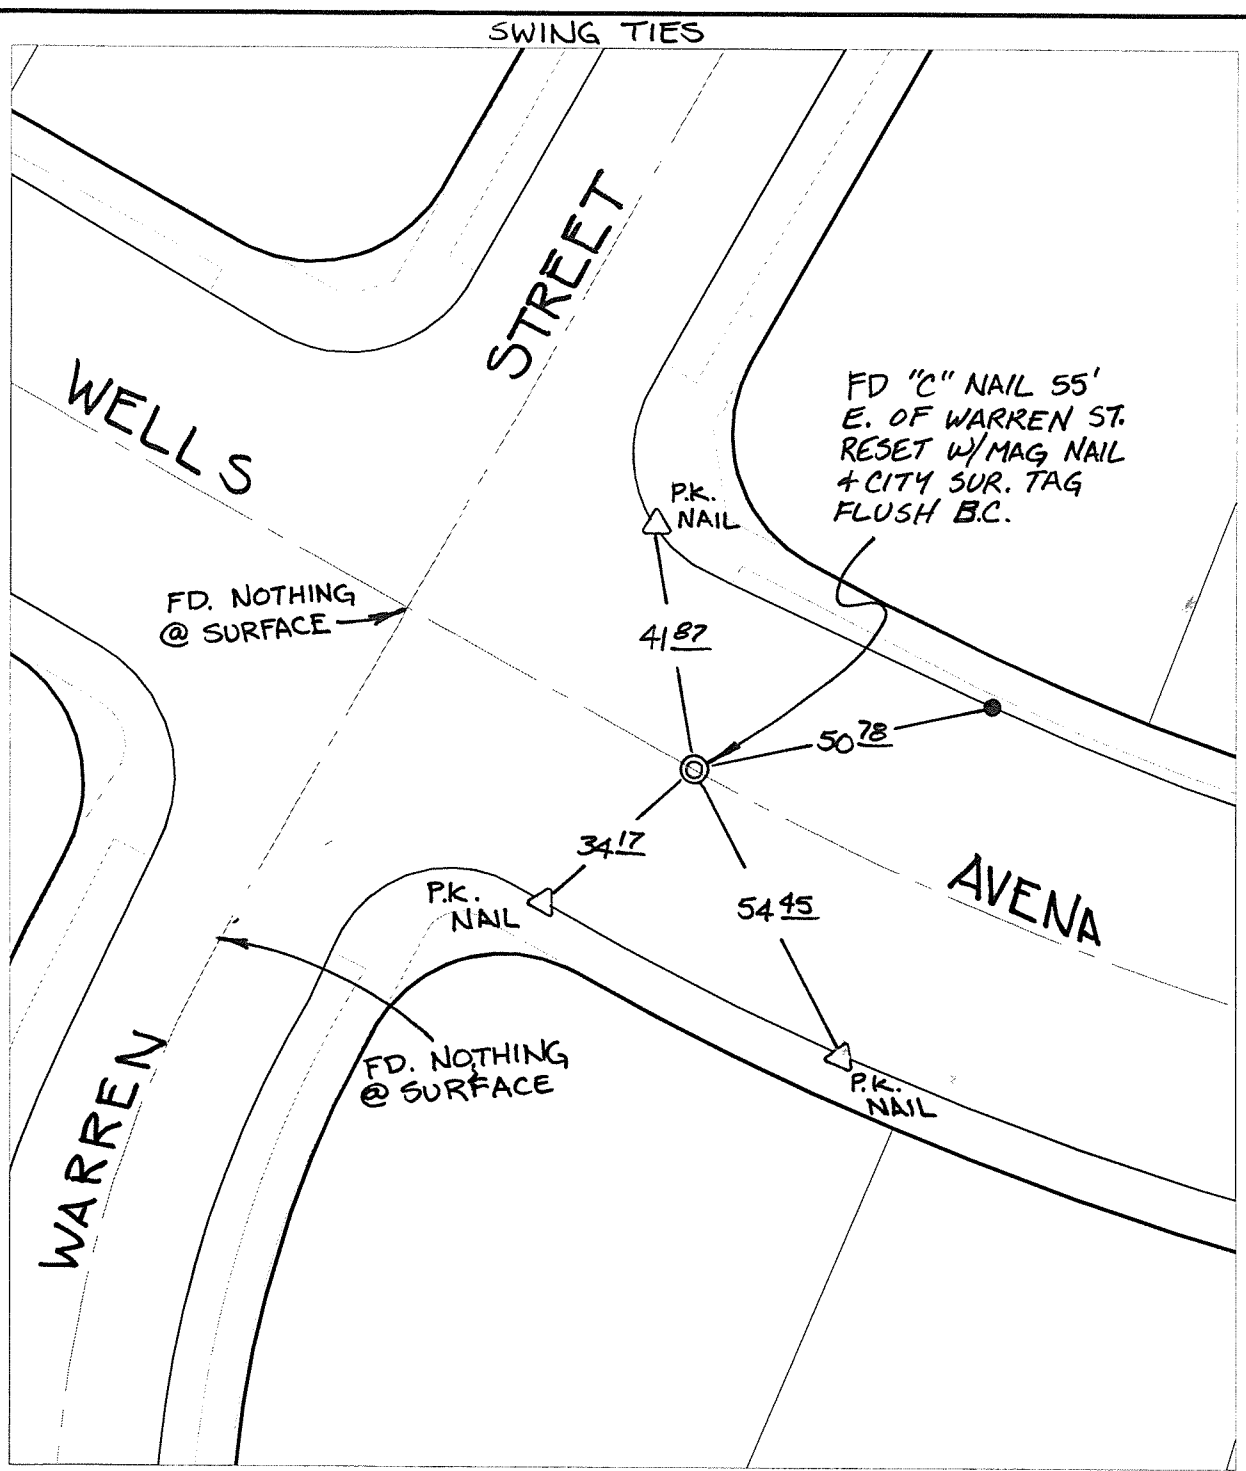 SWING TIES
STREET
WELLS
FD "C" NAIL 55'
E. OF WARREN ST.
RESET W/MAG NAIL
& CITY SUR. TAG
FLUSH B.C.
P.K.
NAIL
FD. NOTHING
@ SURFACE
41 87
50 78
34 17
P.K.
NAIL
54 45
AVENA
FD. NOTHING
@ SURFACE
P.K.
NAIL
WARREN